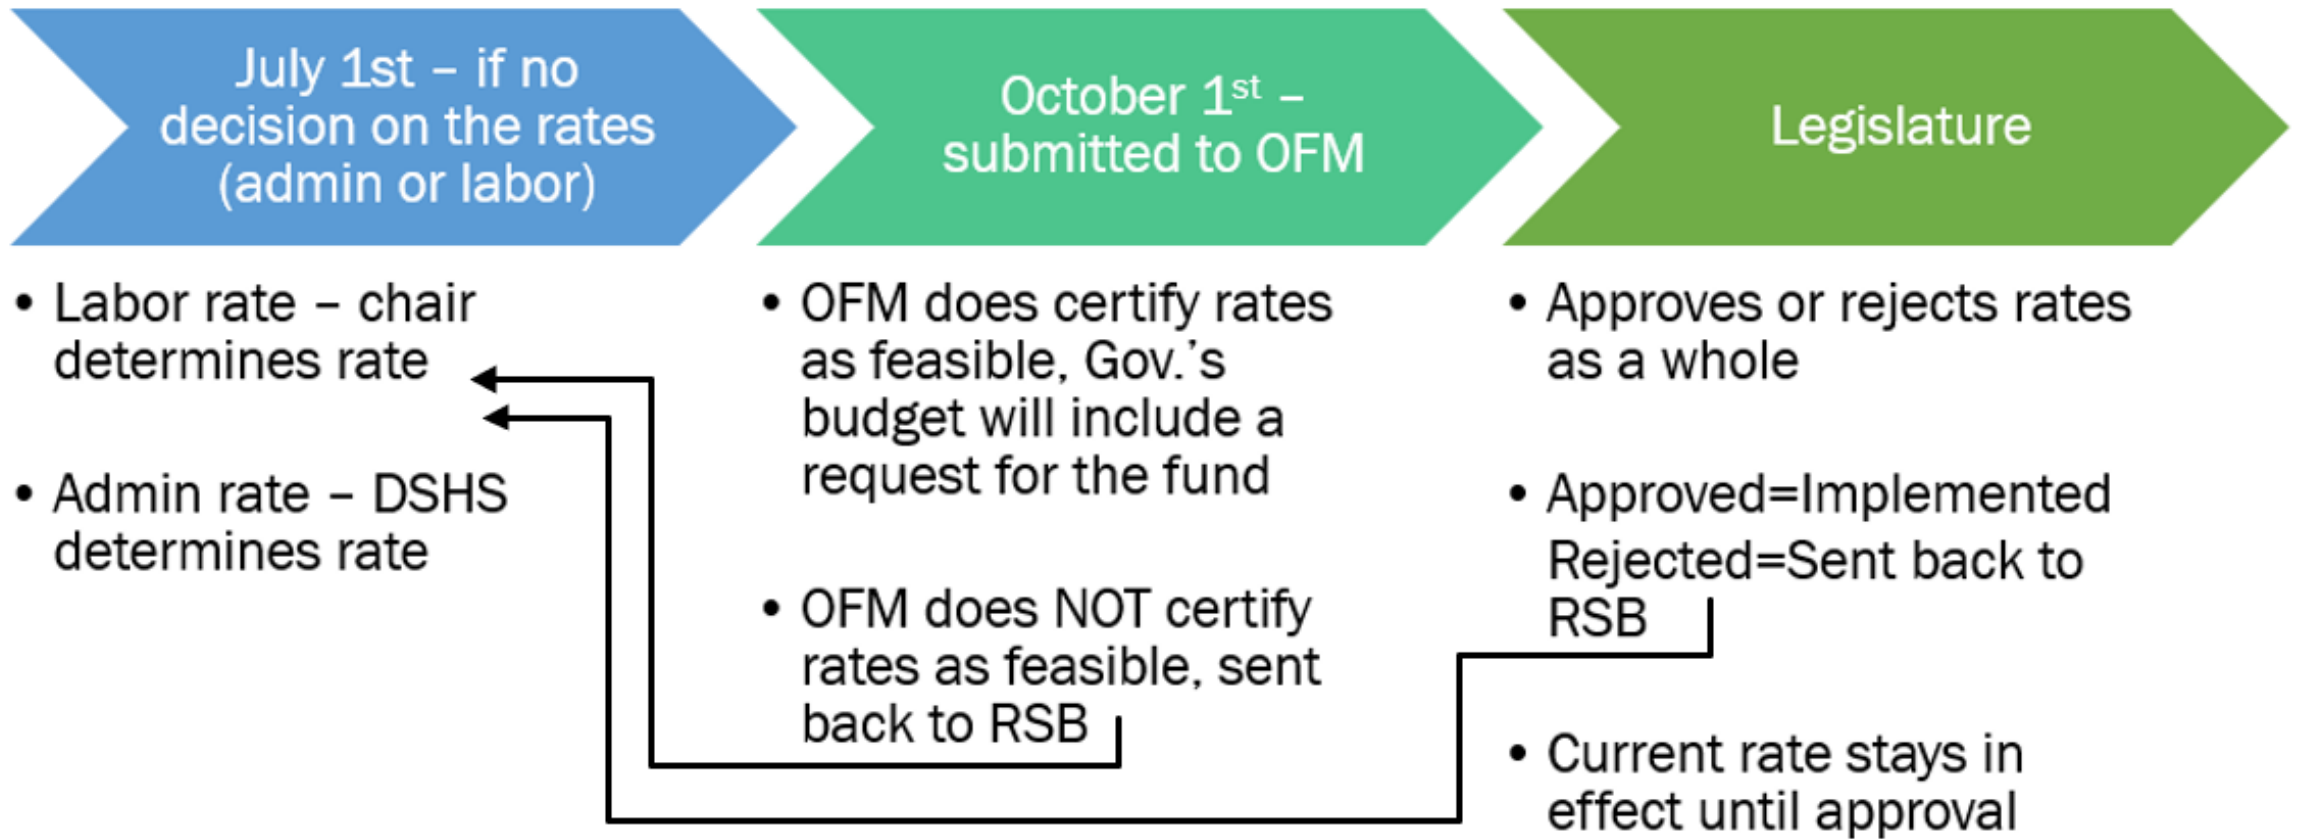 July 1st – if no
decision on the rates
(admin or labor)
• Labor rate – chair
determines rate
• Admin rate – DSHS
determines rate
October 1st –
submitted to OFM
• OFM does certify rates
as feasible, Gov.’s
budget will include a
request for the fund
• OFM does NOT certify
rates as feasible, sent
back to RSB
Legislature
• Approves or rejects rates
as a whole
• Approved=Implemented
Rejected=Sent back to
RSB
• Current rate stays in
effect until approval